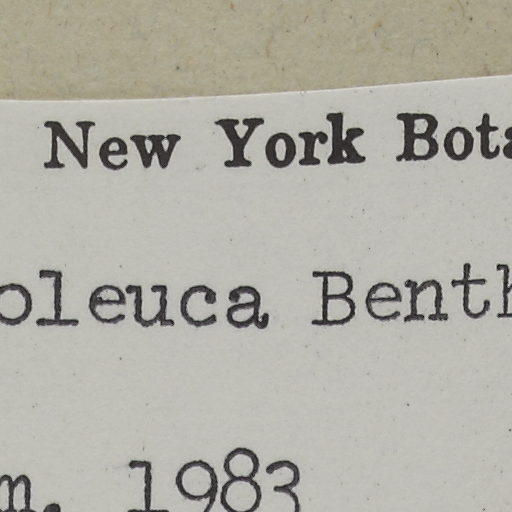 New York Bota
oleuca Benth
m. 1983